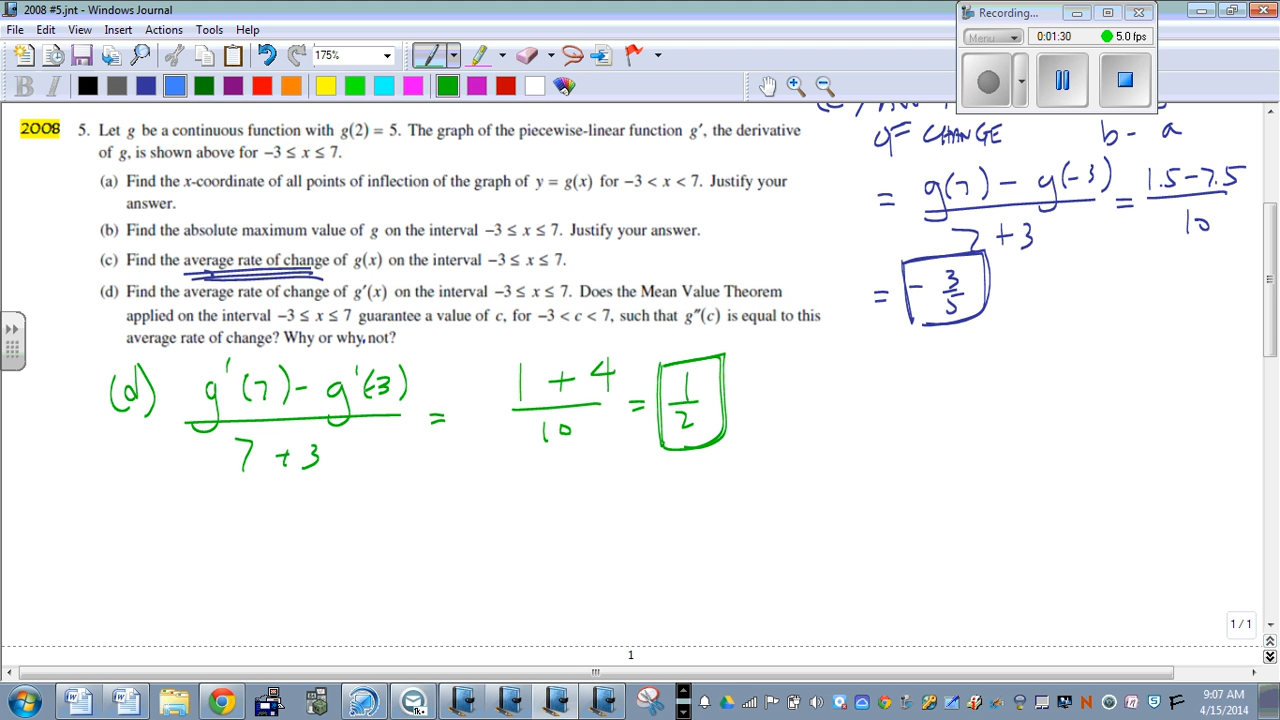 2008 #5.jnt - Windows Journal
File Edit View Insert Actions Tools Help
175%
Recording...
Menu 0:01:30 5.0 fps
2008 5. Let g be a continuous function with g(2) = 5. The graph of the piecewise-linear function g′, the derivative
of g, is shown above for −3 ≤ x ≤ 7.
(a) Find the x-coordinate of all points of inflection of the graph of y = g(x) for −3 < x < 7. Justify your
answer.
(b) Find the absolute maximum value of g on the interval −3 ≤ x ≤ 7. Justify your answer.
(c) Find the average rate of change of g(x) on the interval −3 ≤ x ≤ 7.
(d) Find the average rate of change of g′(x) on the interval −3 ≤ x ≤ 7. Does the Mean Value Theorem
applied on the interval −3 ≤ x ≤ 7 guarantee a value of c, for −3 < c < 7, such that g″(c) is equal to this
average rate of change? Why or why not?
OF CHANGE b - a
= g(7) - g(-3) = 1.5-7.5
7 + 3 10
= - 3
5
(d) g'(7) - g'(-3) = 1 + 4 = 1
7 + 3 10 2
1 / 1
1
9:07 AM
4/15/2014